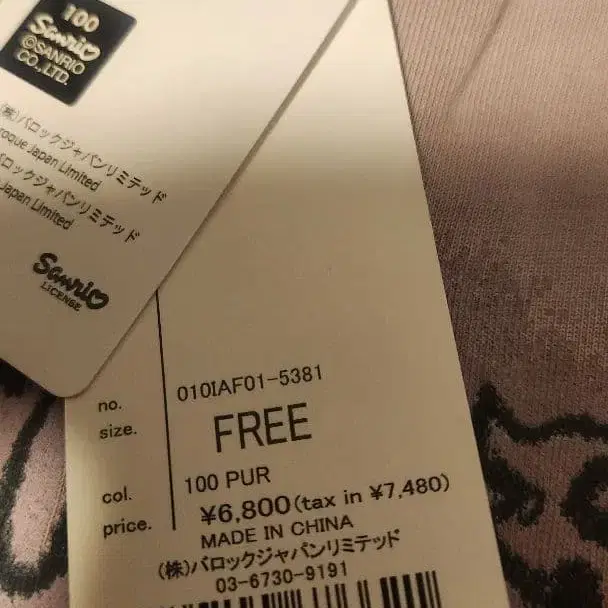 100
Sanrio
©SANRIO
CO.,LTD.
(株)バロックジャパンリミテッド
roque Japan Limited
バロックジャパンリミテッド
Japan Limited
Sanrio
LICENSE
no. 010IAF01-5381
size. FREE
col. 100 PUR
price. ¥6,800(tax in ¥7,480)
MADE IN CHINA
(株)バロックジャパンリミテッド
03-6730-9191